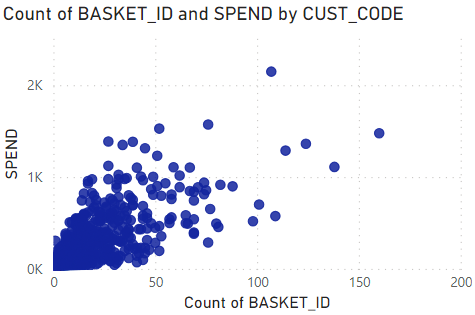 Count of BASKET_ID and SPEND by CUST_CODE
2K
SPEND
1K
0K
0 50 100 150 200
Count of BASKET_ID